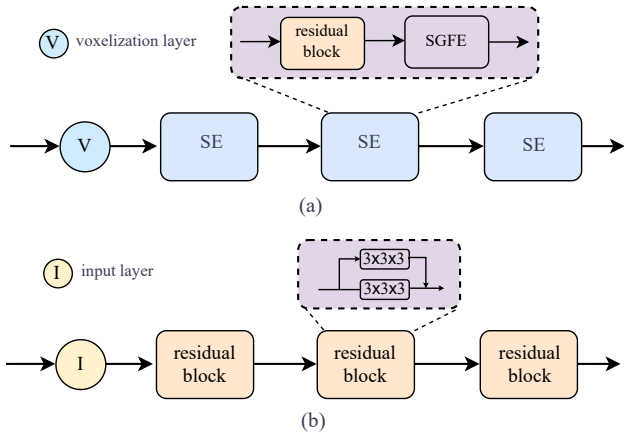 V voxelization layer
residual
block
SGFE
V
SE
SE
SE
(a)
I input layer
3x3x3
3x3x3
I
residual
block
residual
block
residual
block
(b)